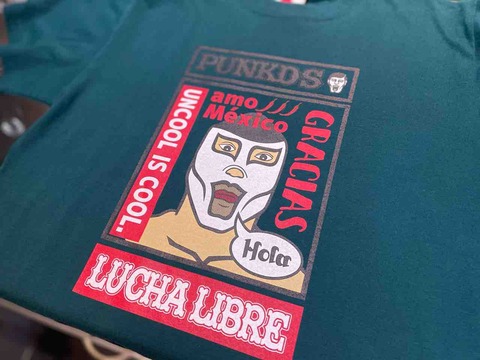 PUNKDS
UNCOOL IS COOL.
amo
México
GRACIAS
Hola
LUCHA LIBRE